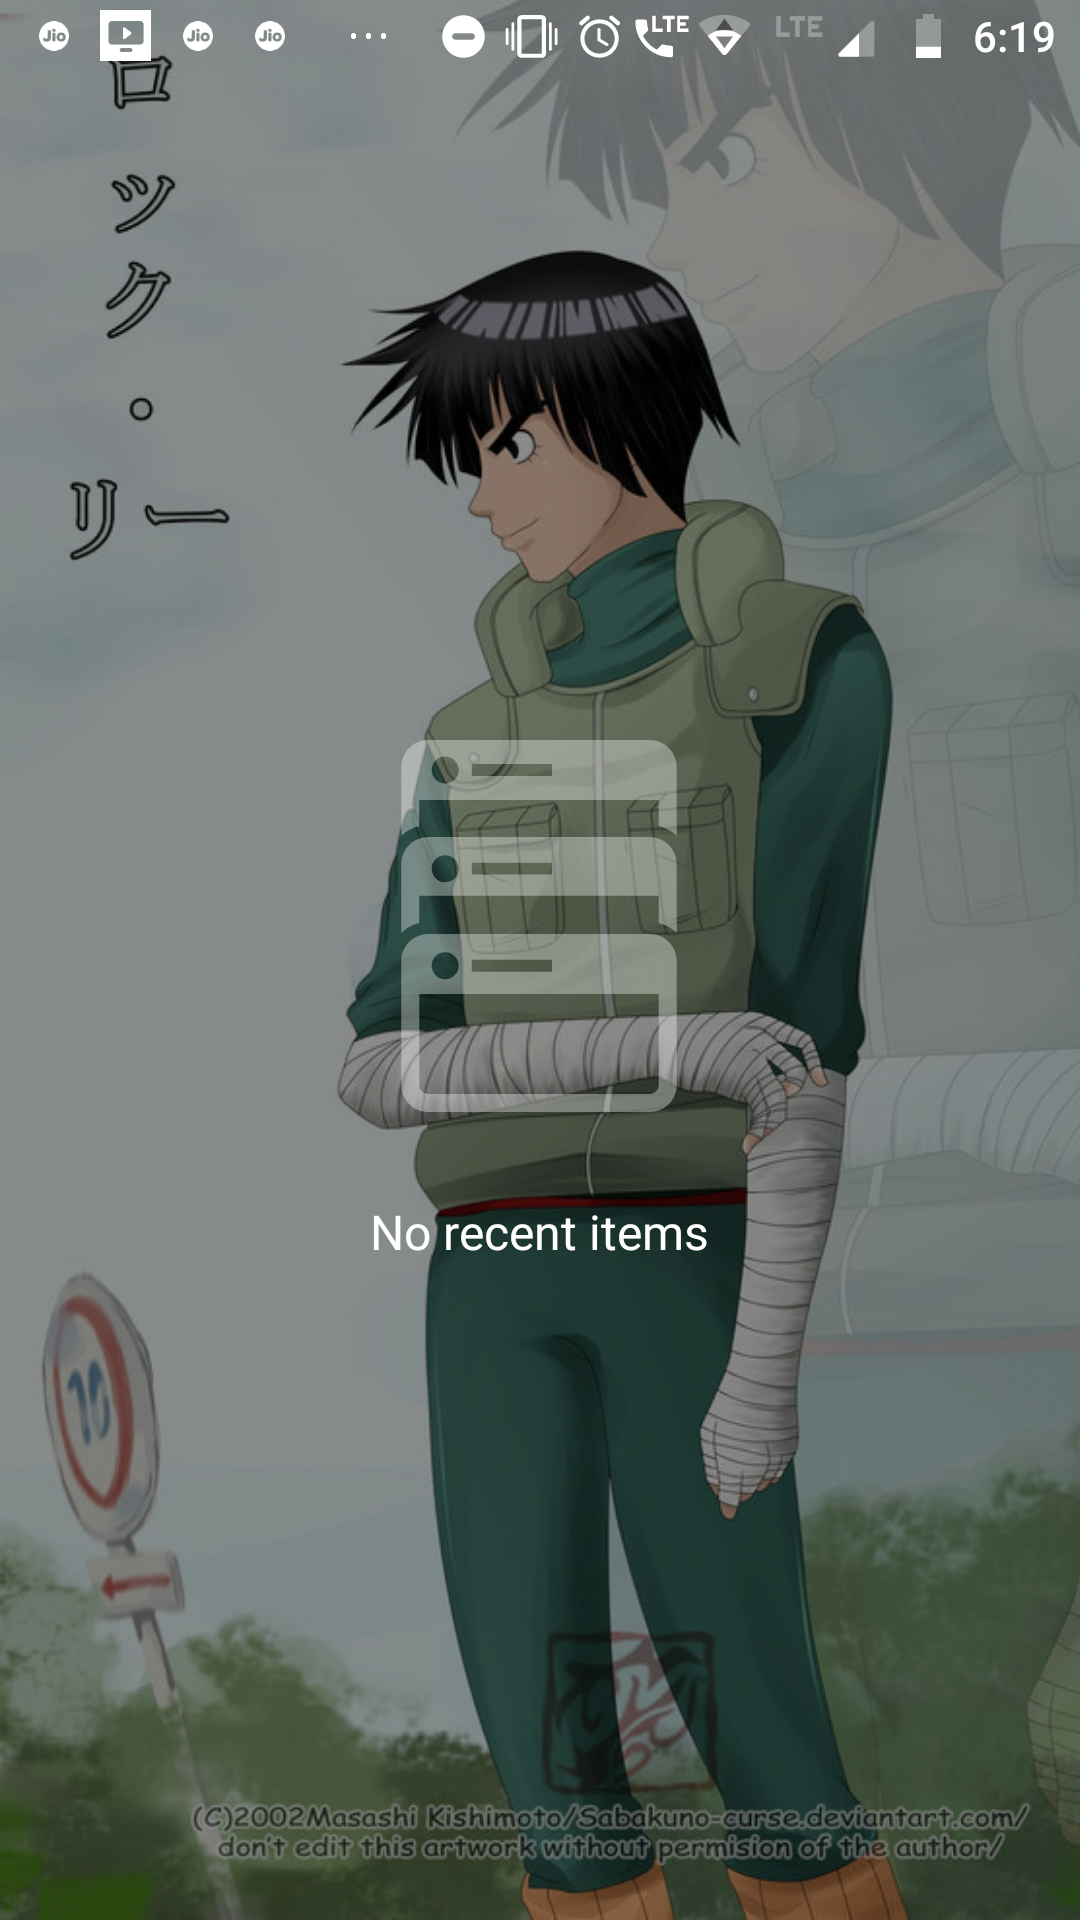 Jio
Jio
Jio
LTE
LTE
6:19
ロック・リー
No recent items
10
(C)2002Masashi Kishimoto/Sabakuno-curse.deviantart.com/
don't edit this artwork without permision of the author/